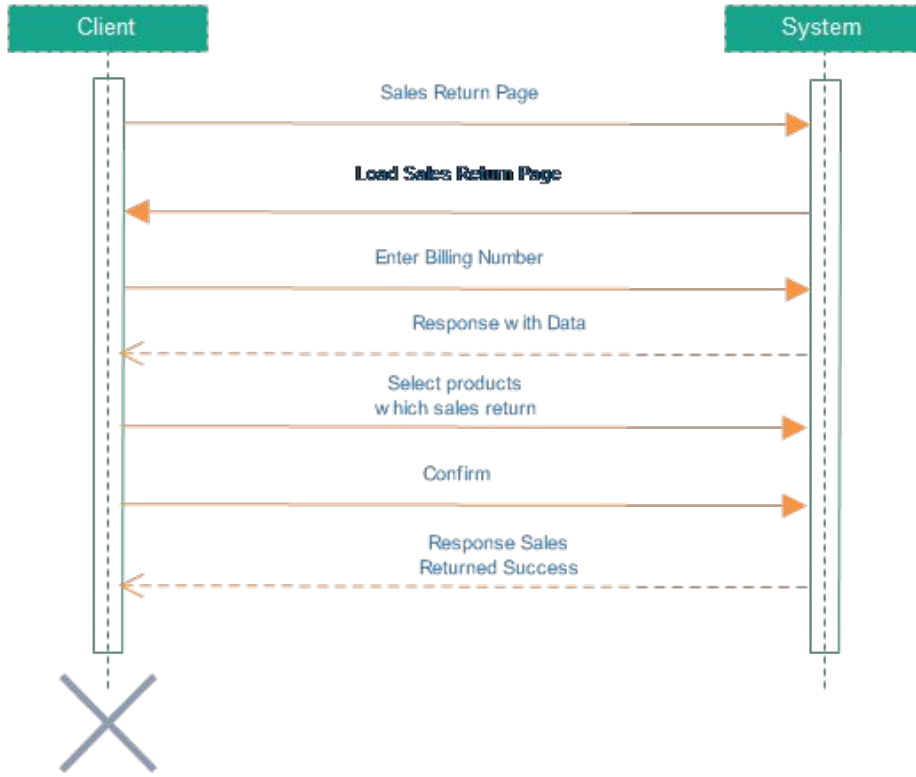 Client
System
Sales Return Page
Load Sales Return Page
Enter Billing Number
Response with Data
Select products
which sales return
Confirm
Response Sales
Returned Success